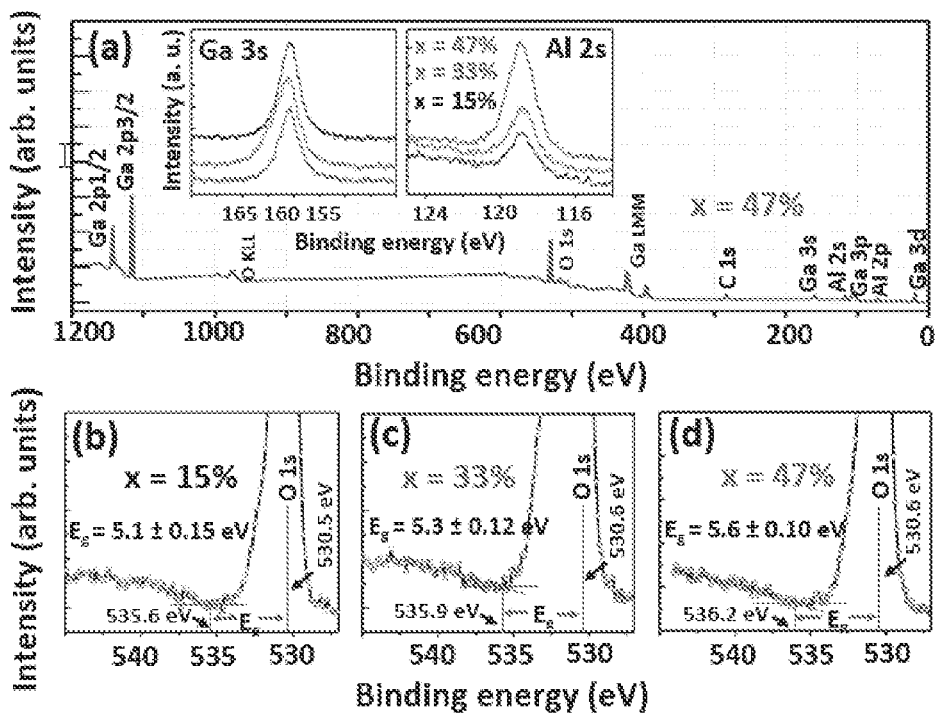 Intensity (arb. units)
(a)
Ga 2p1/2
Ga 2p3/2
O KLL
O 1s
Ga LMM
C 1s
Ga 3s
Al 2s
Ga 3p
Al 2p
Ga 3d
Intensity (a. u.)
Ga 3s
165 160 155
x = 47%
x = 33%
x = 15%
Al 2s
124 120 116
Binding energy (eV)
x = 47%
1200 1000 800 600 400 200 0
Binding energy (eV)
Intensity (arb. units)
(b)
x = 15%
Eg = 5.1 ± 0.15 eV
O 1s
530.5 eV
535.6 eV
Eg
540 535 530
(c)
x = 33%
Eg = 5.3 ± 0.12 eV
O 1s
530.6 eV
535.9 eV
Eg
540 535 530
(d)
x = 47%
Eg = 5.6 ± 0.10 eV
O 1s
530.6 eV
536.2 eV
Eg
540 535 530
Binding energy (eV)